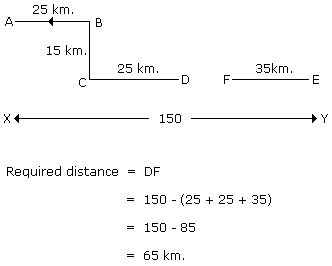 25 km.
A B
15 km.
25 km. 35km.
C D F E
X 150 Y
Required distance = DF
= 150 - (25 + 25 + 35)
= 150 - 85
= 65 km.